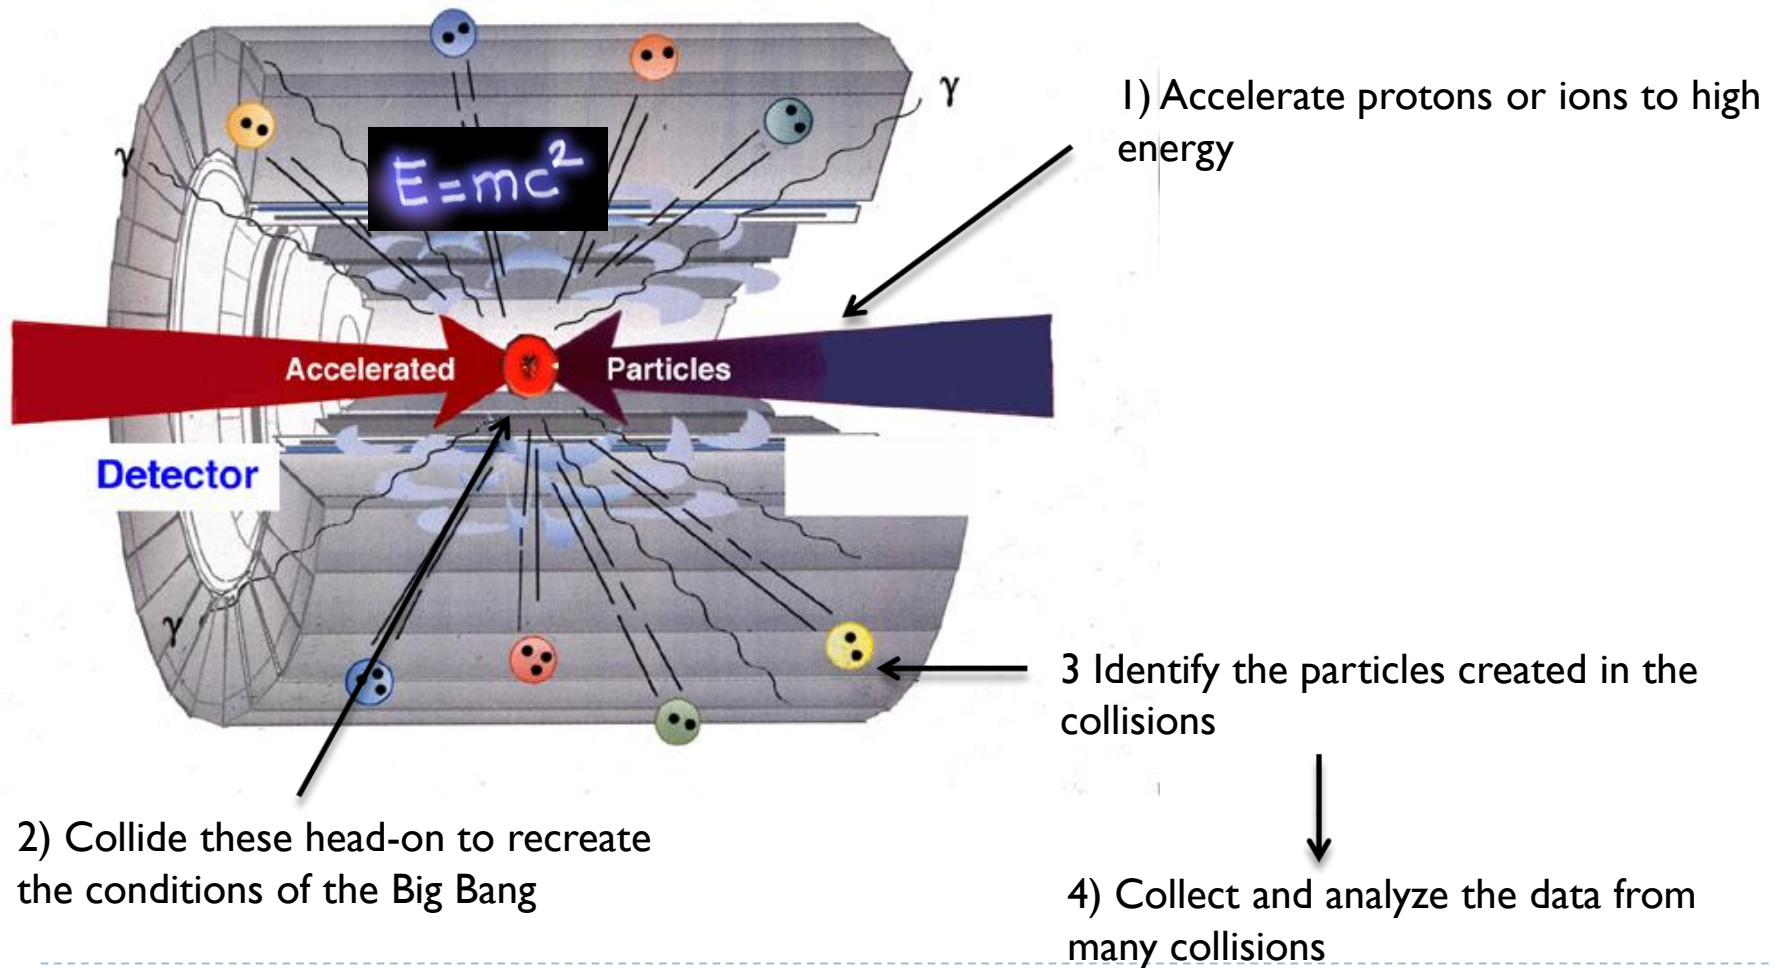 γ
1) Accelerate protons or ions to high
energy
γ
E=mc²
Accelerated Particles
Detector
γ
3 Identify the particles created in the
collisions
2) Collide these head-on to recreate
the conditions of the Big Bang
4) Collect and analyze the data from
many collisions